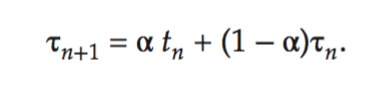 τₙ₊₁ = α tₙ + (1 − α)τₙ.